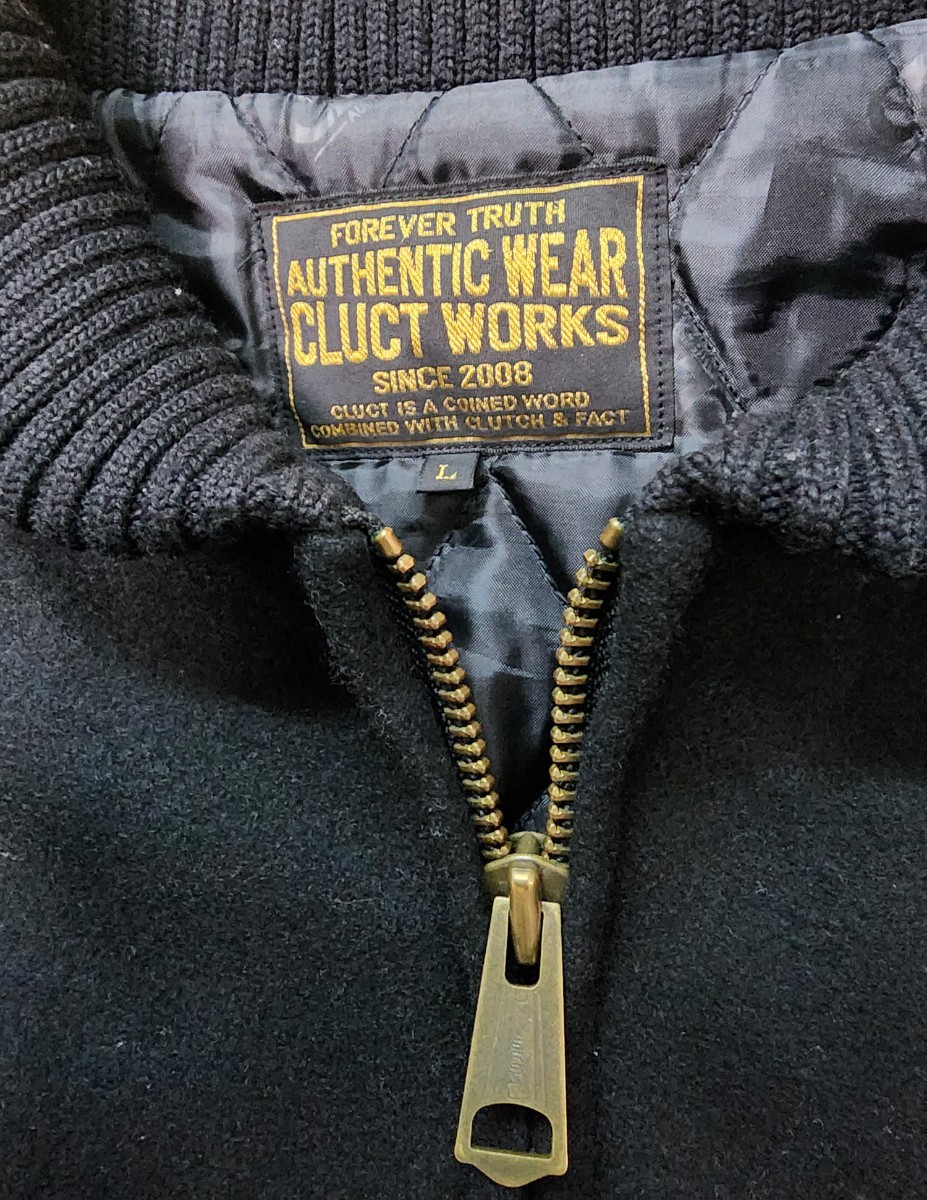 FOREVER TRUTH
AUTHENTIC WEAR
CLUCT WORKS
SINCE 2008
CLUCT IS A COINED WORD
COMBINED WITH CLUTCH & FACT
L